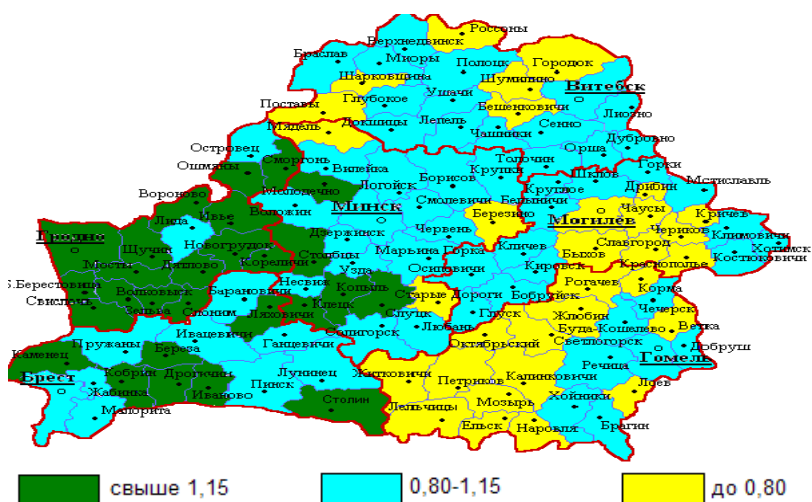 Россоны
Верхнедвинск
Браслав
Миоры
Полоцк
Городок
Шарковщина
Шумилино
Витебск
Поставы
Глубокое
Ушачи
Бешенковичи
Лиозно
Мядель
Докшицы
Лепель
Чашники
Сенно
Дубровно
Островец
Орша
Ошмяны
Сморгонь
Вилейка
Толочин
Крупки
Шклов
Горки
Мстиславль
Вороново
Молодечно
Логойск
Борисов
Круглое
Дрибин
Лида
Ивье
Воложин
Минск
Смолевичи
Белыничи
Могилев
Чаусы
Кричев
Гродно
Березино
Чериков
Климовичи
Щучин
Новогрудок
Дзержинск
Червень
Кличев
Славгород
Хотимск
Мосты
Дятлово
Кореличи
Столбцы
Марьина Горка
Быхов
Краснополье
Костюковичи
Узда
Осиповичи
Кировск
Б.Берестовица
Волковыск
Барановичи
Несвиж
Копыль
Старые Дороги
Бобруйск
Рогачев
Корма
Свислочь
Зельва
Слоним
Ляховичи
Клецк
Слуцк
Глуск
Жлобин
Чечерск
Ивацевичи
Солигорск
Любань
Буда-Кошелево
Ветка
Пружаны
Береза
Ганцевичи
Октябрьский
Светлогорск
Добруш
Каменец
Гомель
Брест
Кобрин
Дрогичин
Лунинец
Житковичи
Петриков
Калинковичи
Речица
Жабинка
Иваново
Пинск
Мозырь
Хойники
Лоев
Малорита
Столин
Лельчицы
Ельск
Наровля
Брагин
свыше 1,15
0,80-1,15
до 0,80